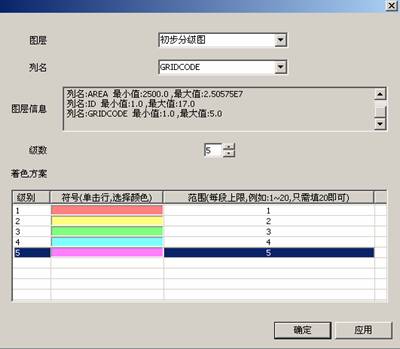 图层
初步分级图
列名
GRIDCODE
图层信息
列名:AREA 最小值:2500.0 ,最大值:2.50575E7
列名:ID 最小值:1.0 ,最大值:17.0
列名:GRIDCODE 最小值:1.0 ,最大值:5.0
级数
5
着色方案
级别 符号(单击行,选择颜色) 范围(每段上限,例如:1~20,只需填20即可)
1 1
2 2
3 3
4 4
5 5
确定 应用